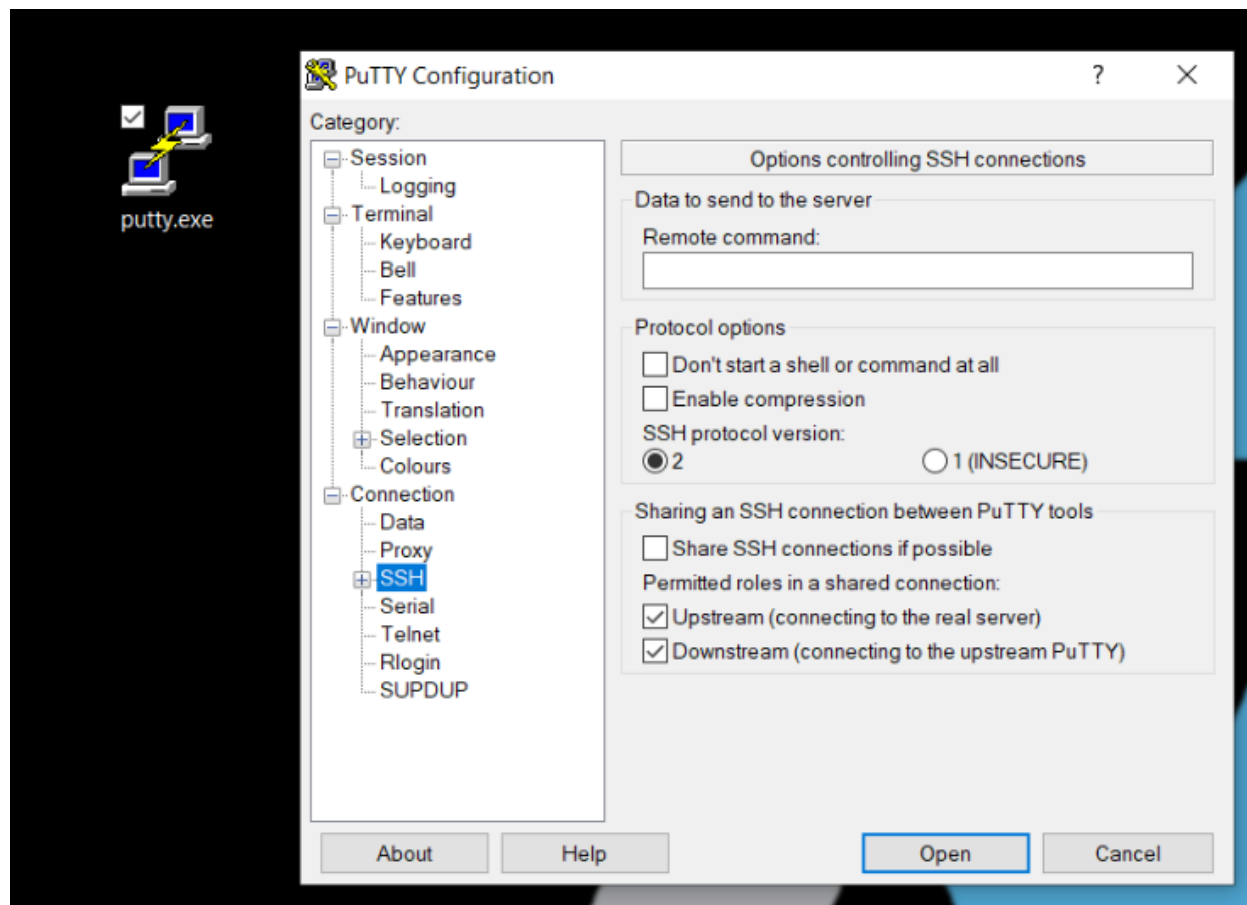 putty.exe
PuTTY Configuration
Category:
Session
Logging
Terminal
Keyboard
Bell
Features
Window
Appearance
Behaviour
Translation
Selection
Colours
Connection
Data
Proxy
SSH
Serial
Telnet
Rlogin
SUPDUP
Options controlling SSH connections
Data to send to the server
Remote command:
Protocol options
Don't start a shell or command at all
Enable compression
SSH protocol version:
2 1 (INSECURE)
Sharing an SSH connection between PuTTY tools
Share SSH connections if possible
Permitted roles in a shared connection:
Upstream (connecting to the real server)
Downstream (connecting to the upstream PuTTY)
About Help Open Cancel